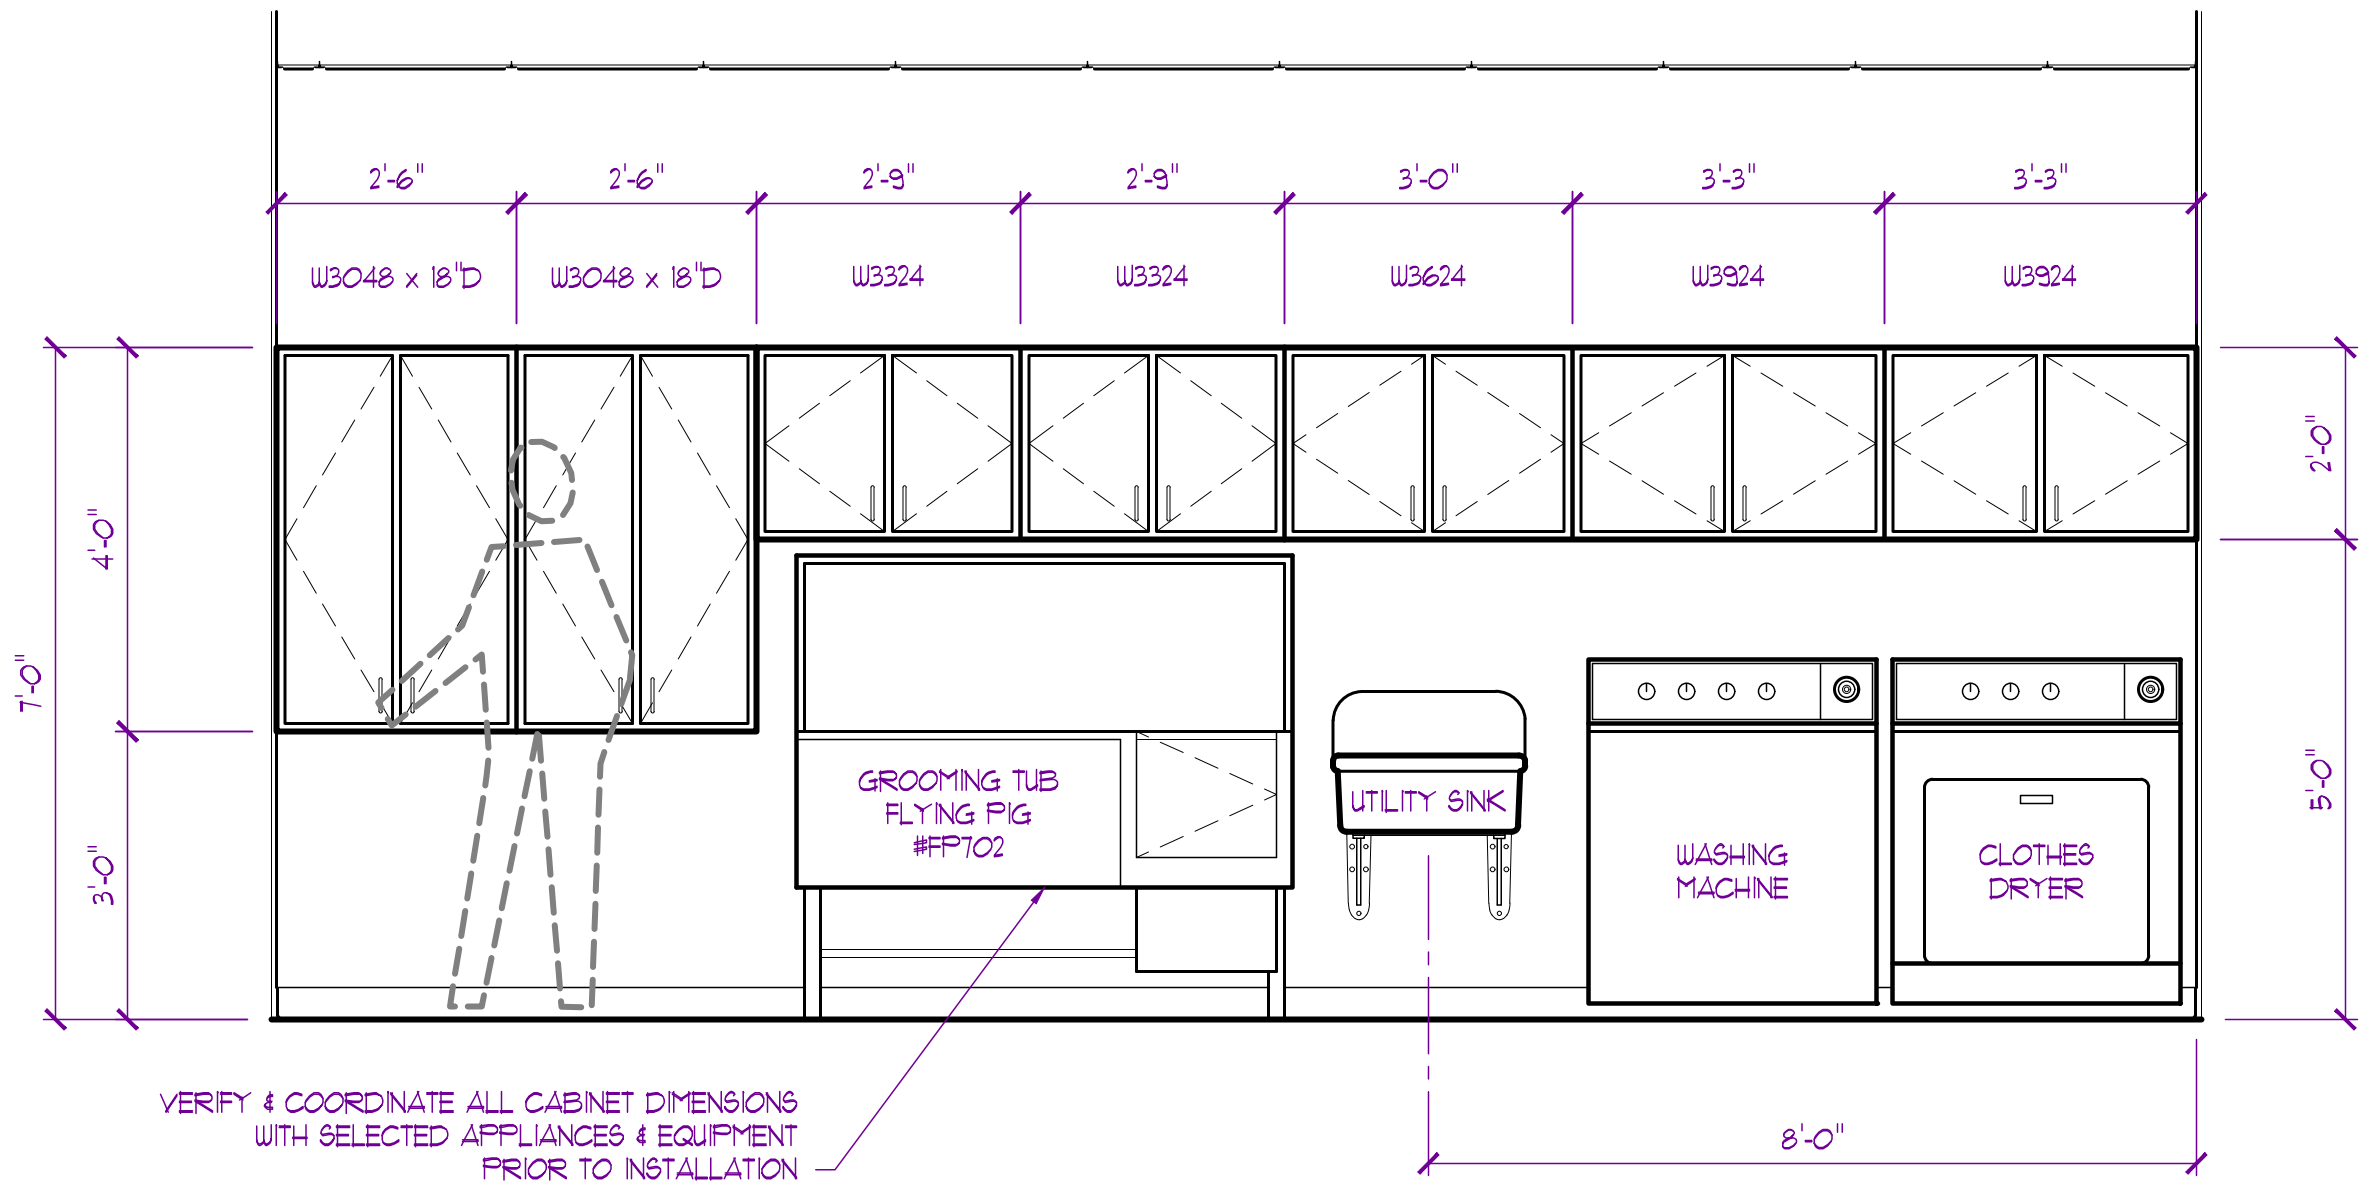 2'-6" 2'-6" 2'-9" 2'-9" 3'-0" 3'-3" 3'-3"
W3048 x 18"D W3048 x 18"D W3324 W3324 W3624 W3924 W3924
2'-0"
4'-0"
7'-0"
5'-0"
3'-0"
GROOMING TUB
FLYING PIG
#FP702
UTILITY SINK
WASHING
MACHINE
CLOTHES
DRYER
VERIFY & COORDINATE ALL CABINET DIMENSIONS
WITH SELECTED APPLIANCES & EQUIPMENT
PRIOR TO INSTALLATION
8'-0"